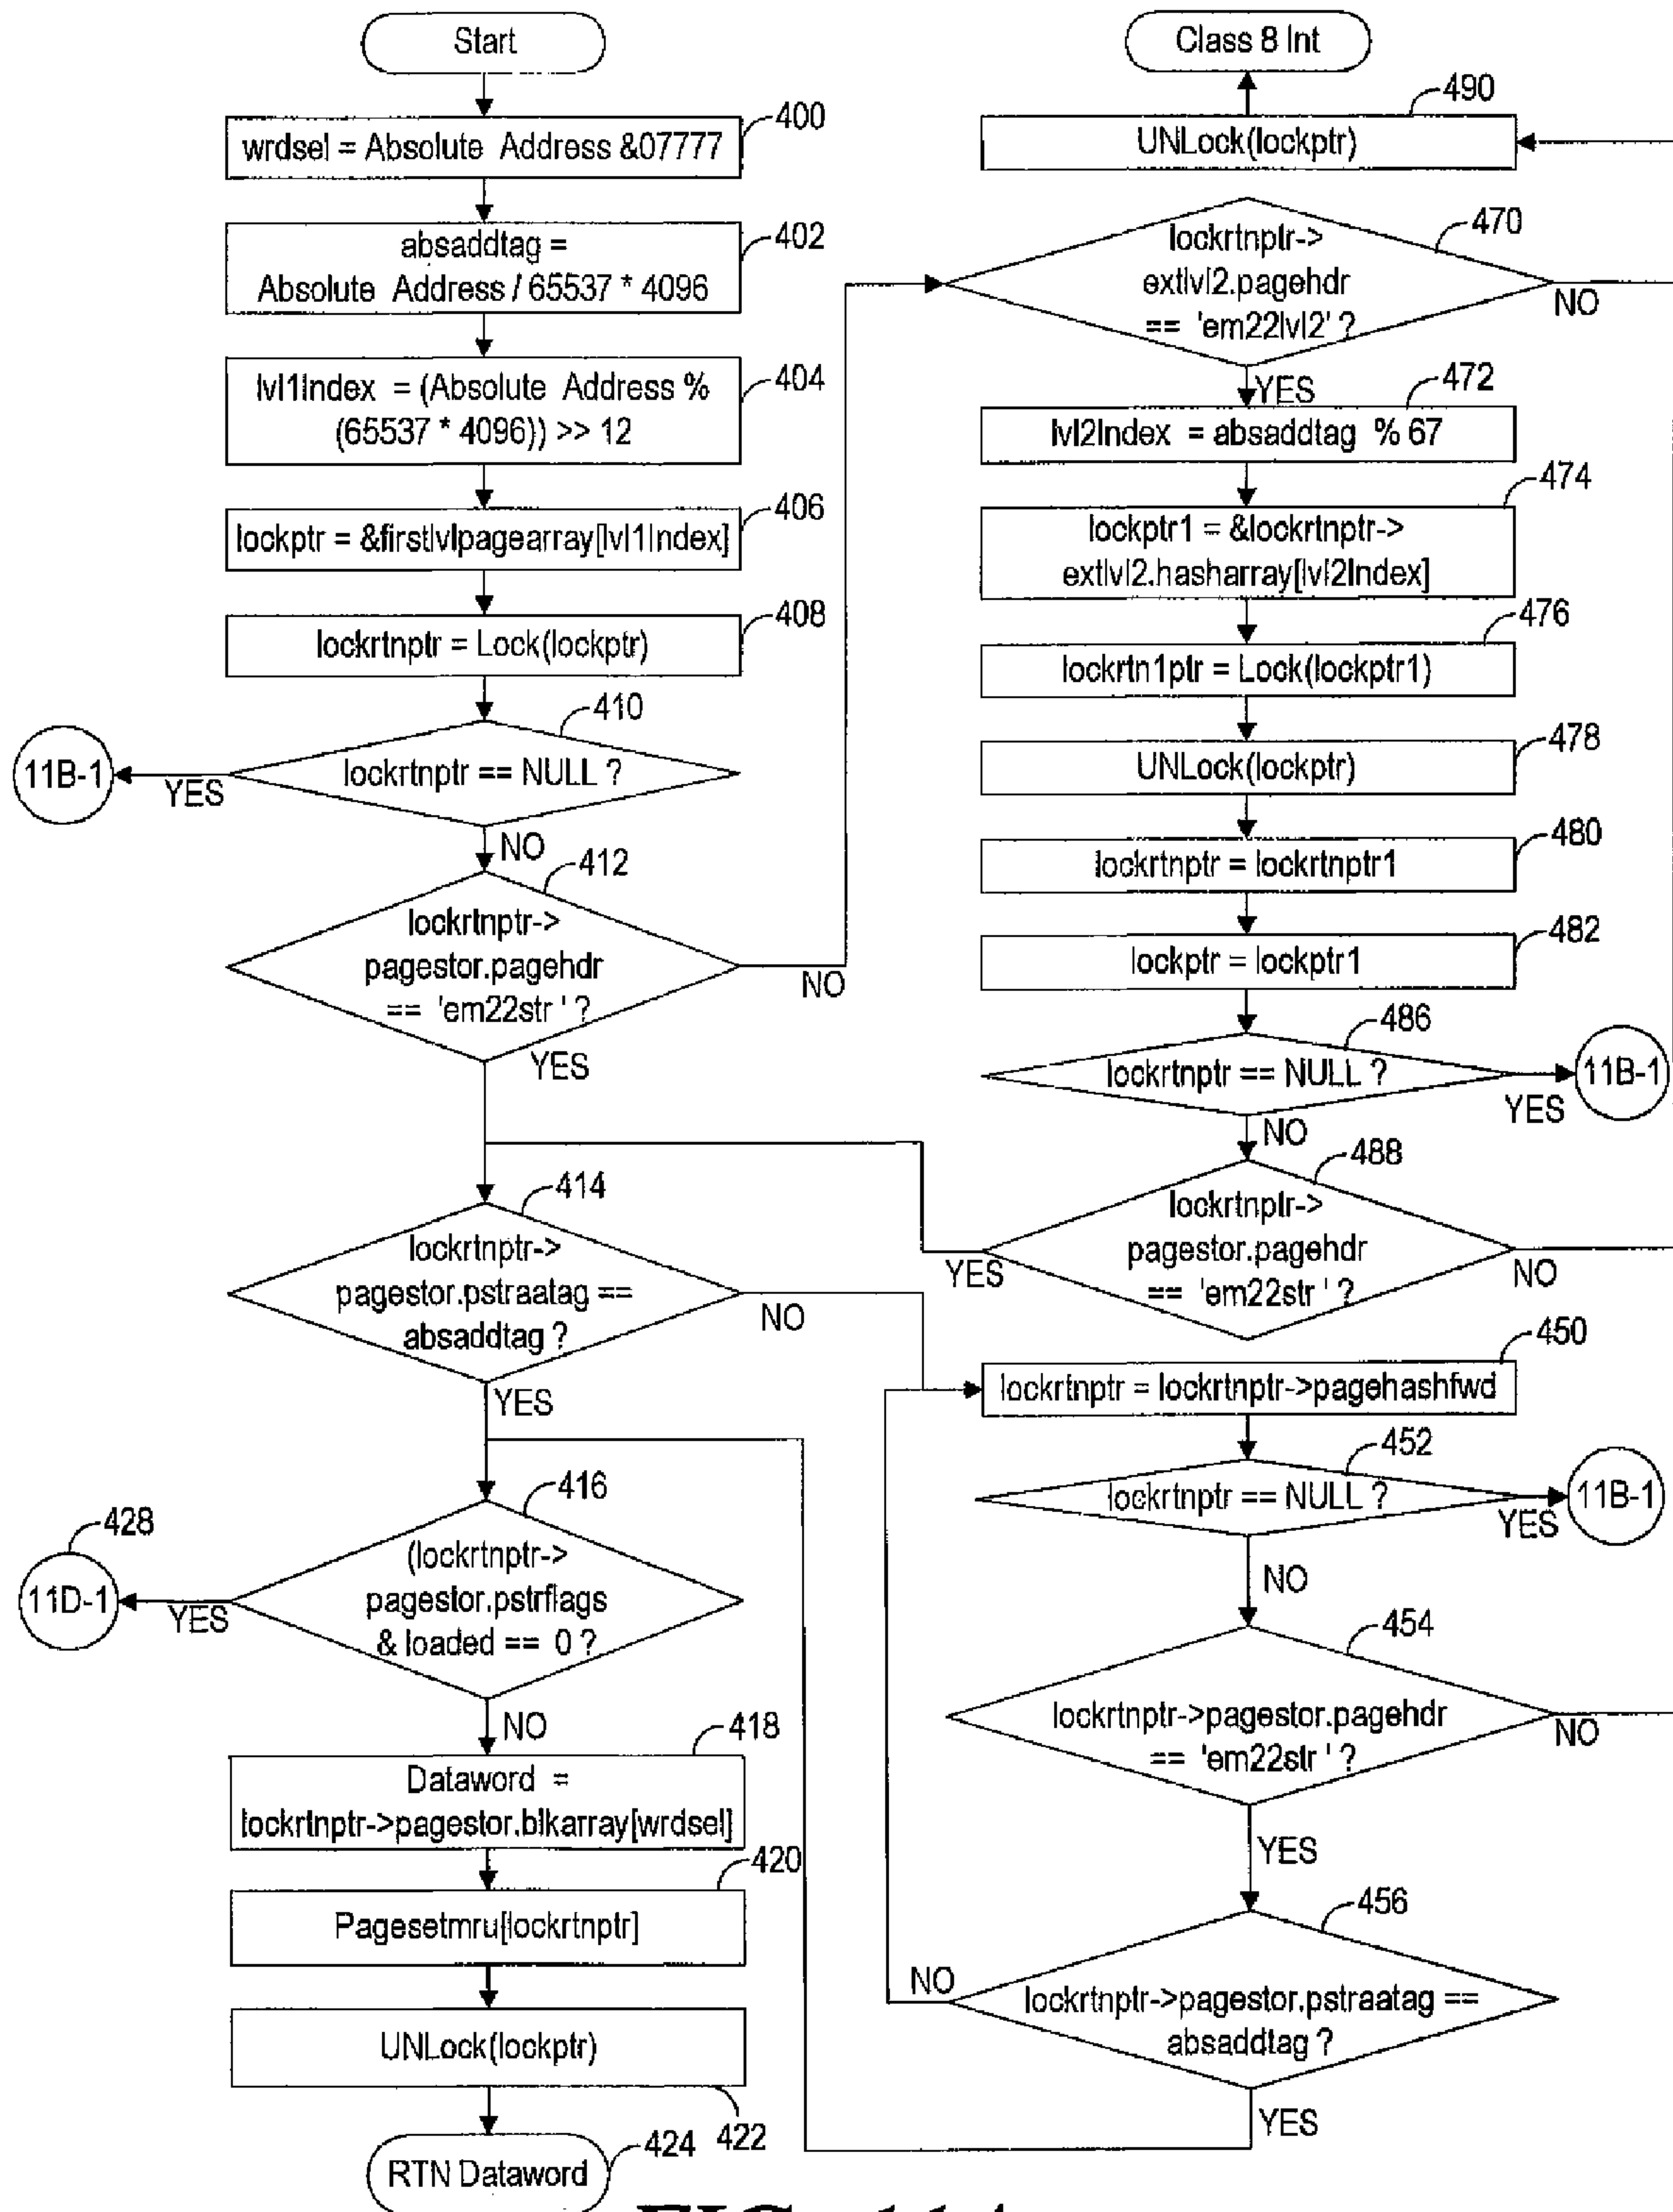 Start
400
wrdsel = Absolute Address &07777
402
absaddtag =
Absolute Address / 65537 * 4096
404
lvl1Index = (Absolute Address %
(65537 * 4096)) >> 12
406
lockptr = &firstlvlpagearray[lvl1Index]
408
lockrtnptr = Lock(lockptr)
410
lockrtnptr == NULL ?
YES
11B-1
NO
412
lockrtnptr->
pagestor.pagehdr
== 'em22str ' ?
NO
YES
414
lockrtnptr->
pagestor.pstraatag ==
absaddtag ?
NO
YES
416
(lockrtnptr->
pagestor.pstrflags
& loaded == 0 ?
428
11D-1
YES
NO
418
Dataword =
lockrtnptr->pagestor.blkarray[wrdsel]
420
Pagesetmru[lockrtnptr]
UNLock(lockptr)
422
RTN Dataword
424
Class 8 Int
490
UNLock(lockptr)
470
lockrtnptr->
extlvl2.pagehdr
== 'em22lvl2' ?
NO
YES
472
lvl2Index = absaddtag % 67
474
lockptr1 = &lockrtnptr->
extlvl2.hasharray[lvl2Index]
476
lockrtn1ptr = Lock(lockptr1)
478
UNLock(lockptr)
480
lockrtnptr = lockrtnptr1
482
lockptr = lockptr1
486
lockrtnptr == NULL ?
YES
11B-1
NO
488
lockrtnptr->
pagestor.pagehdr
== 'em22str ' ?
YES
NO
450
lockrtnptr = lockrtnptr->pagehashfwd
452
lockrtnptr == NULL ?
YES
11B-1
NO
454
lockrtnptr->pagestor.pagehdr
== 'em22str ' ?
NO
YES
456
lockrtnptr->pagestor.pstraatag ==
absaddtag ?
NO
YES